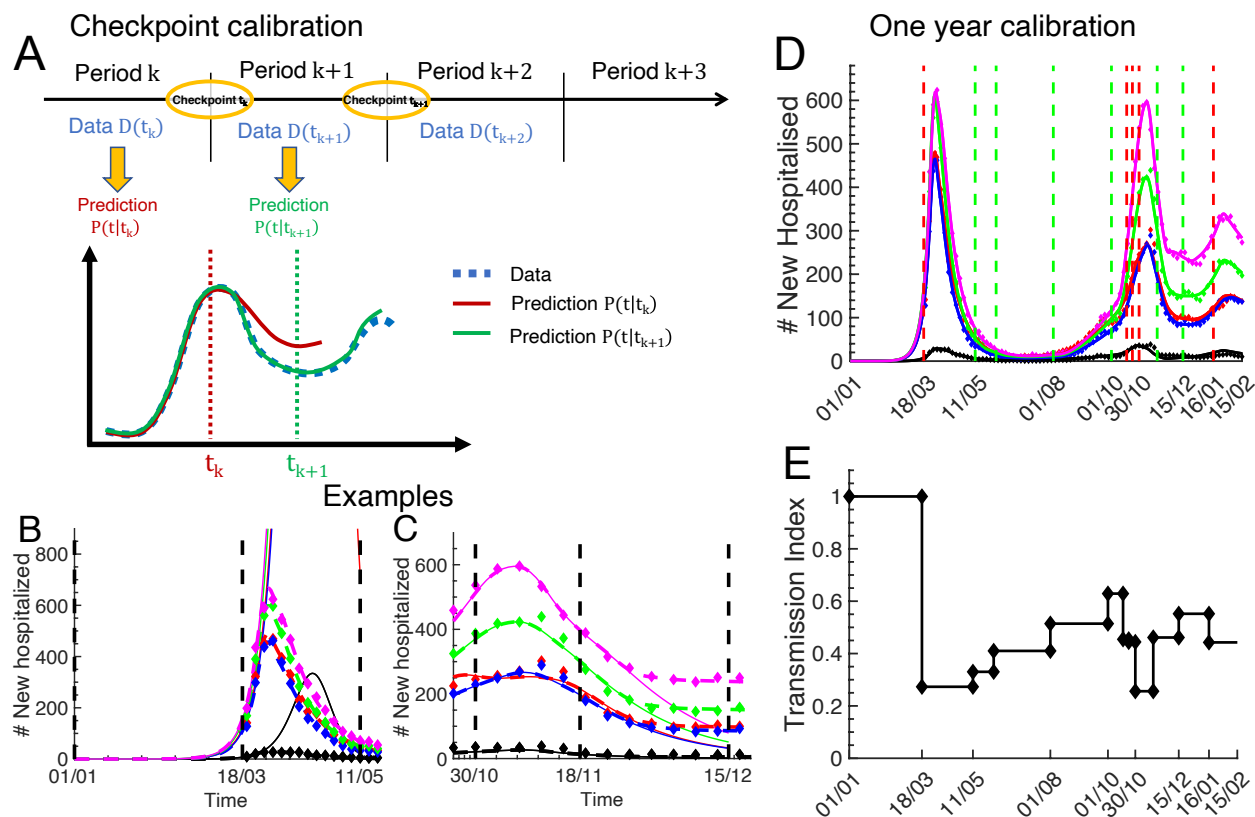 Checkpoint calibration
A
Period k
Period k+1
Period k+2
Period k+3
Checkpoint tk
Checkpoint tk+1
Data D(tk)
Data D(tk+1)
Data D(tk+2)
Prediction
P(t|tk)
Prediction
P(t|tk+1)
Data
Prediction P(t|tk)
Prediction P(t|tk+1)
tk
tk+1
Examples
B
# New hospitalized
800
600
400
200
0
01/01
18/03
11/05
Time
C
# New hospitalized
600
400
200
0
30/10
18/11
15/12
Time
One year calibration
D
# New Hospitalised
600
500
400
300
200
100
0
01/01
18/03
11/05
01/08
01/10
30/10
15/12
16/01
15/02
E
Transmission Index
1
0.8
0.6
0.4
0.2
0
01/01
18/03
11/05
01/08
01/10
30/10
15/12
16/01
15/02